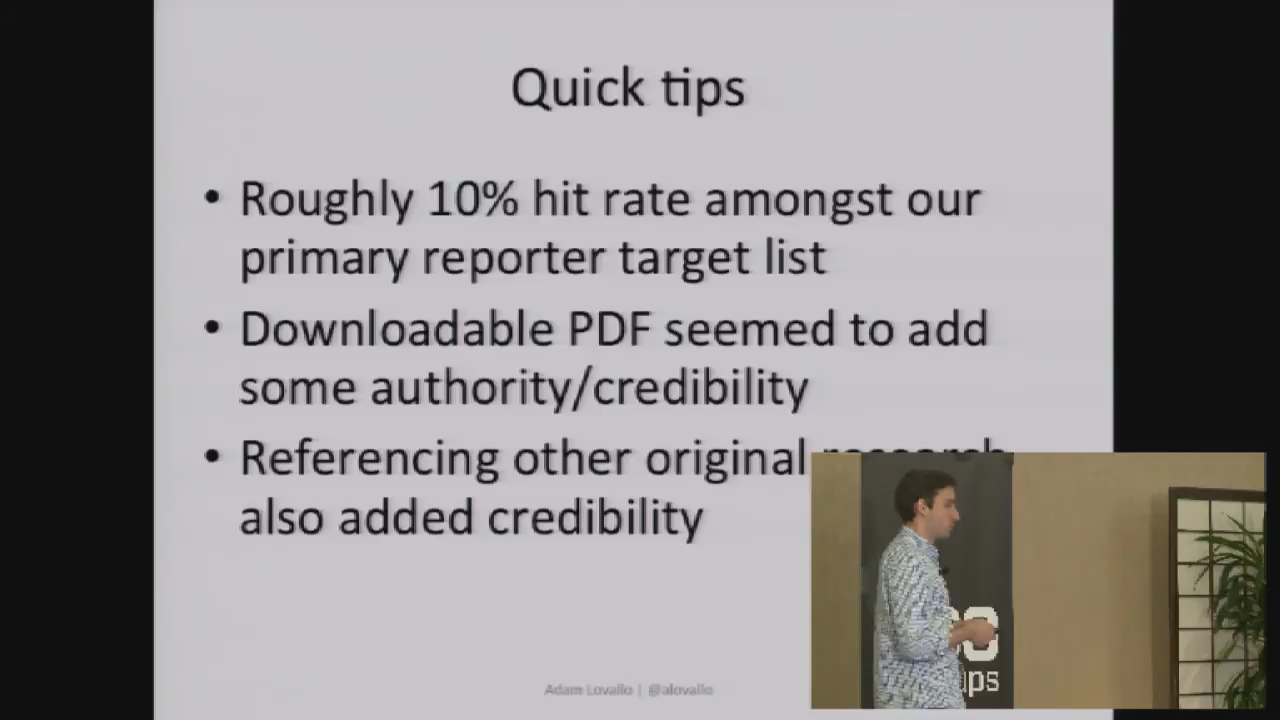 Quick tips
• Roughly 10% hit rate amongst our
primary reporter target list
• Downloadable PDF seemed to add
some authority/credibility
• Referencing other original research
also added credibility
Adam Lovallo | @alovallo